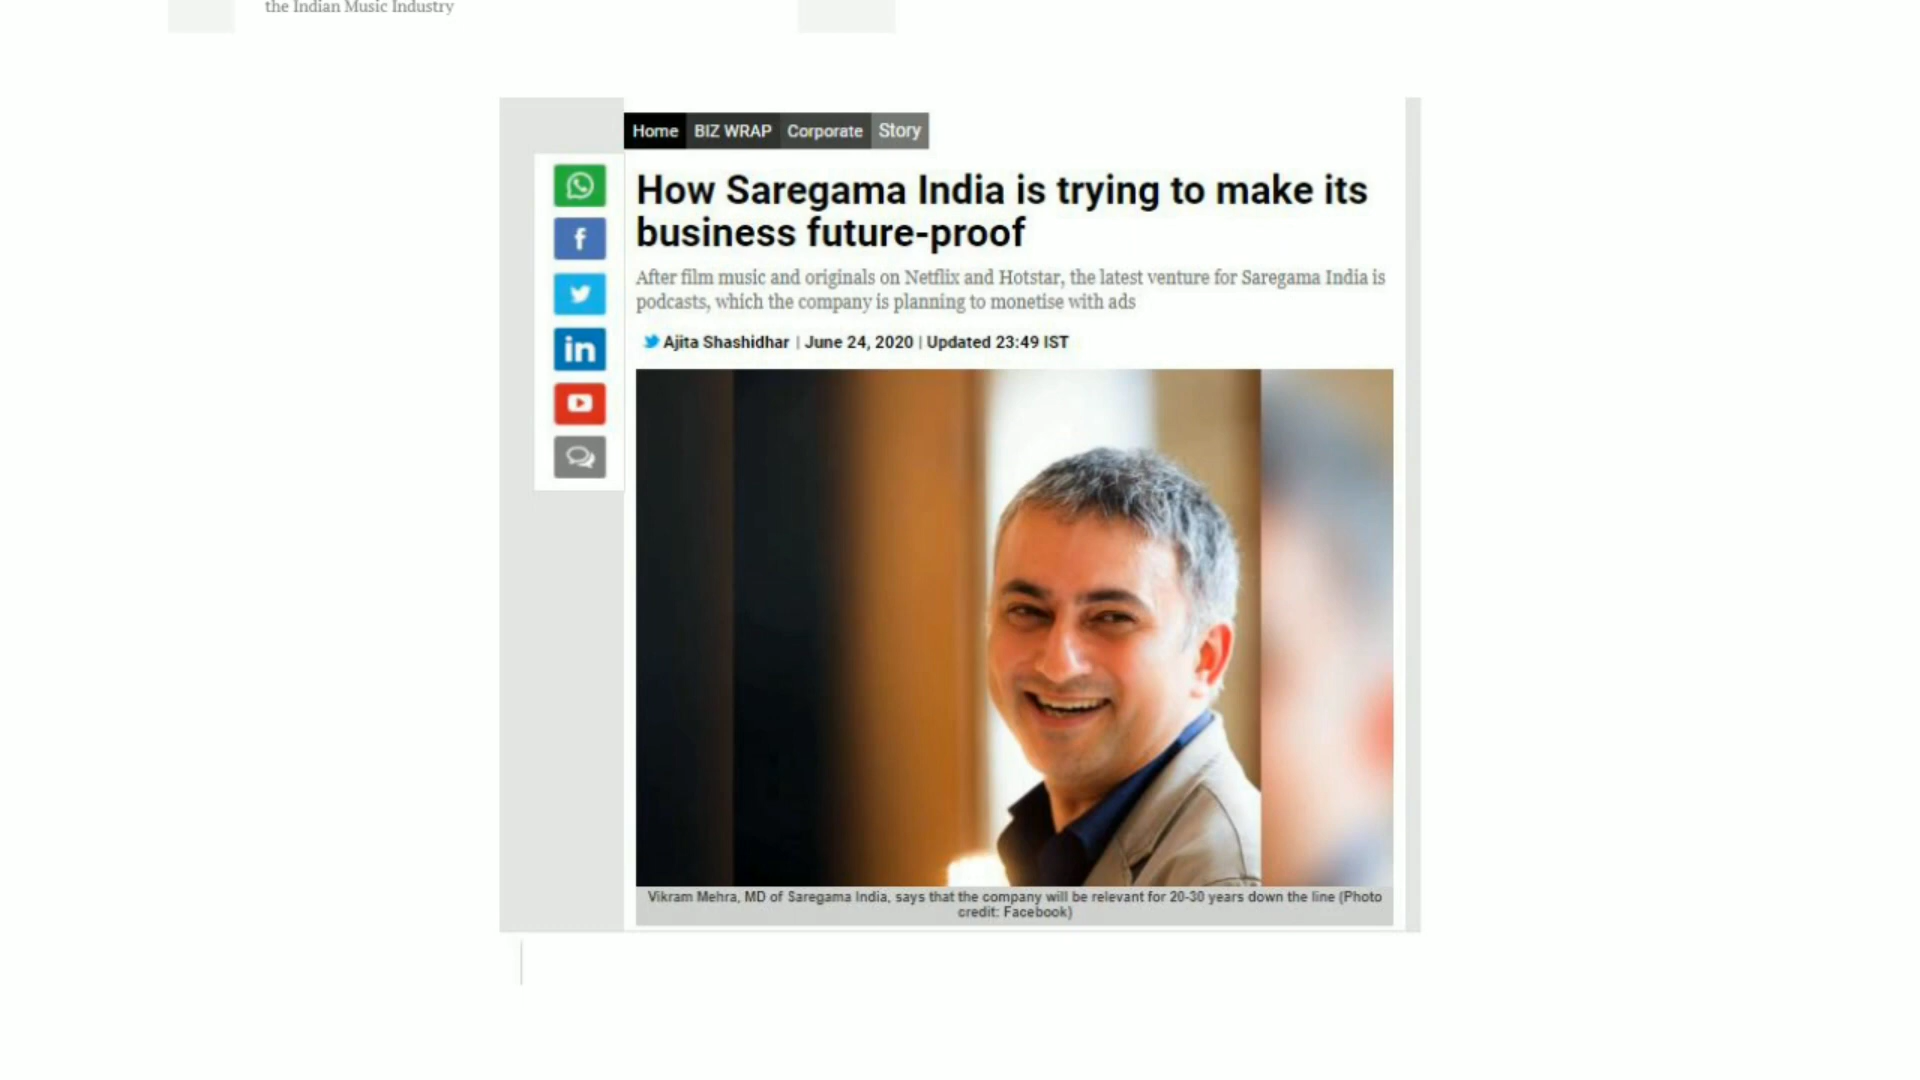 the Indian Music Industry
Home BIZ WRAP Corporate Story
How Saregama India is trying to make its
business future-proof
After film music and originals on Netflix and Hotstar, the latest venture for Saregama India is
podcasts, which the company is planning to monetise with ads
Ajita Shashidhar | June 24, 2020 | Updated 23:49 IST
f
in
Vikram Mehra, MD of Saregama India, says that the company will be relevant for 20-30 years down the line (Photo
credit: Facebook)